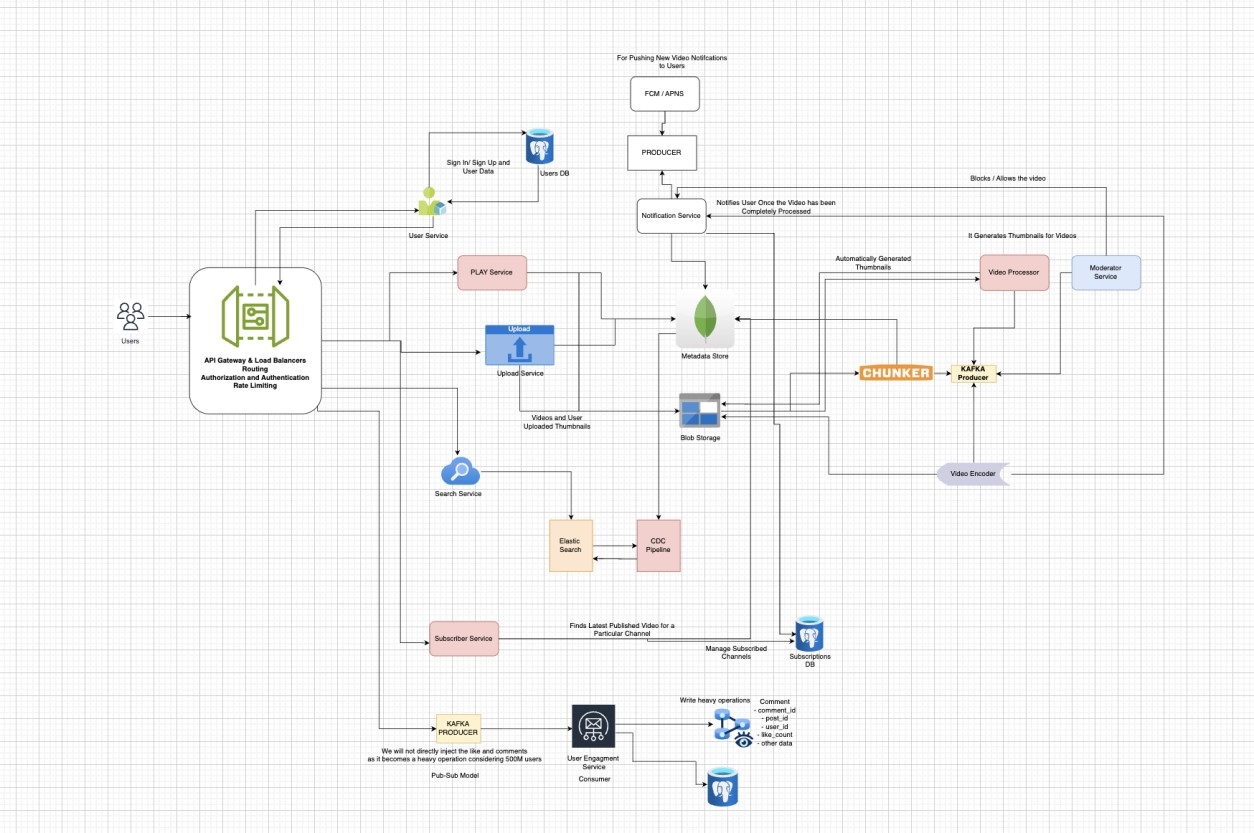 For Pushing New Video Notifcations
to Users
FCM / APNS
PRODUCER
Sign In/ Sign Up and
User Data
Users DB
User Service
Notification Service
Notifies User Once the Video has been
Completely Processed
Blocks / Allows the video
It Generates Thumbnails for Videos
Automatically Generated
Thumbnails
Video Processor
Moderator
Service
PLAY Service
Users
API Gateway & Load Balancers
Routing
Authorization and Authentication
Rate Limiting
Upload
Upload Service
Metadata Store
CHUNKER
KAFKA
Producer
Videos and User
Uploaded Thumbnails
Blob Storage
Video Encoder
Search Service
Elastic
Search
CDC
Pipeline
Subscriber Service
Finds Latest Published Video for a
Particular Channel
Manage Subscribed
Channels
Subscriptions
DB
KAFKA
PRODUCER
We will not directly inject the like and comments
as it becomes a heavy operation considering 500M users
Pub-Sub Model
User Engagment
Service
Consumer
Write heavy operations
Comment
- comment_id
- post_id
- user_id
- like_count
- other data